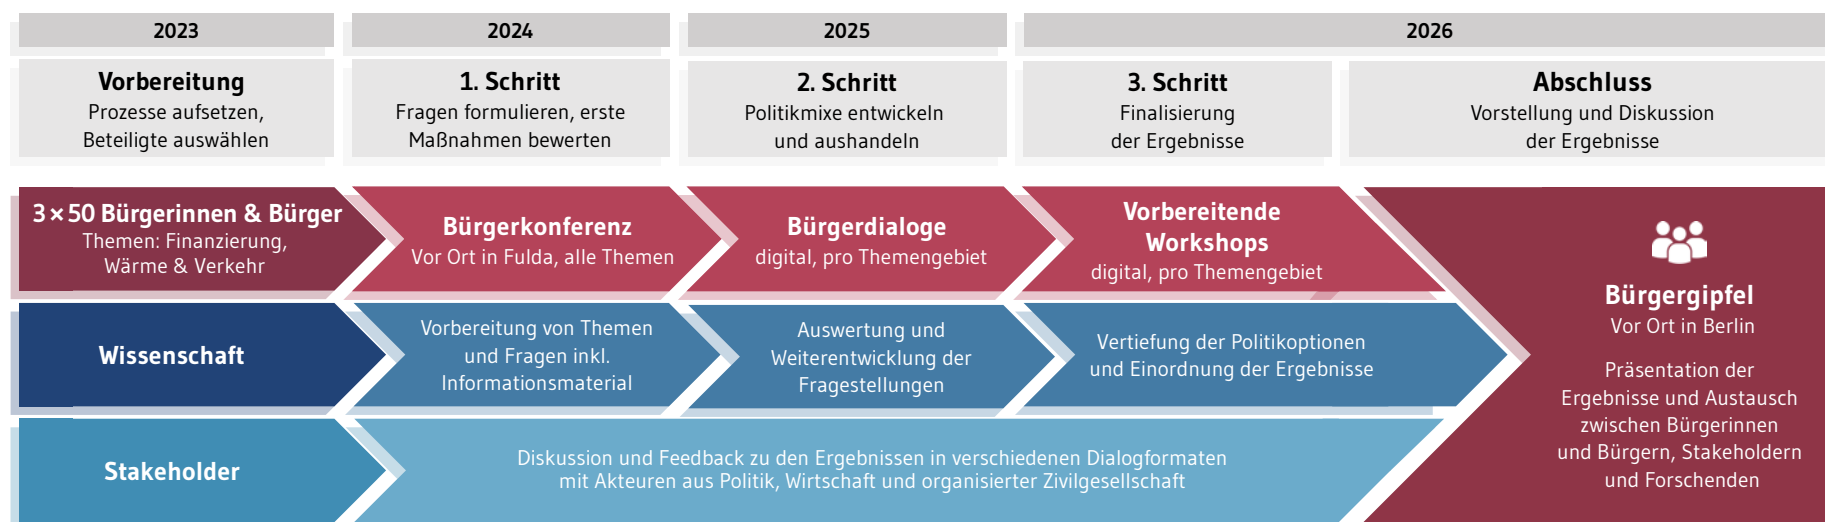 2023
2024
2025
2026
Vorbereitung
Prozesse aufsetzen,
Beteiligte auswählen
1. Schritt
Fragen formulieren, erste
Maßnahmen bewerten
2. Schritt
Politikmixe entwickeln
und aushandeln
3. Schritt
Finalisierung
der Ergebnisse
Abschluss
Vorstellung und Diskussion
der Ergebnisse
3 × 50 Bürgerinnen & Bürger
Themen: Finanzierung,
Wärme & Verkehr
Bürgerkonferenz
Vor Ort in Fulda, alle Themen
Bürgerdialoge
digital, pro Themengebiet
Vorbereitende
Workshops
digital, pro Themengebiet
Wissenschaft
Vorbereitung von Themen
und Fragen inkl.
Informationsmaterial
Auswertung und
Weiterentwicklung der
Fragestellungen
Vertiefung der Politikoptionen
und Einordnung der Ergebnisse
Stakeholder
Diskussion und Feedback zu den Ergebnissen in verschiedenen Dialogformaten
mit Akteuren aus Politik, Wirtschaft und organisierter Zivilgesellschaft
Bürgergipfel
Vor Ort in Berlin
Präsentation der
Ergebnisse und Austausch
zwischen Bürgerinnen
und Bürgern, Stakeholdern
und Forschenden